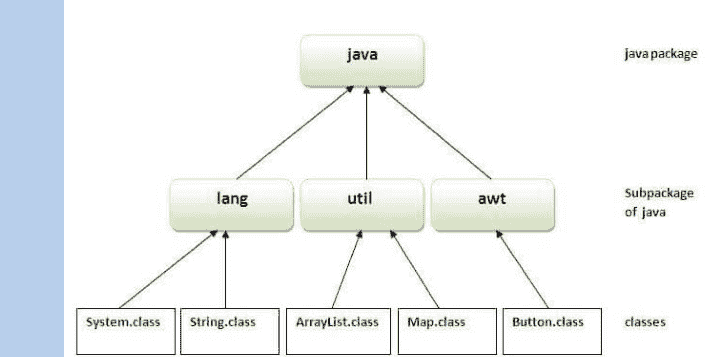 java
java package
lang
util
awt
Subpackage
of java
System.class
String.class
ArrayList.class
Map.class
Button.class
classes